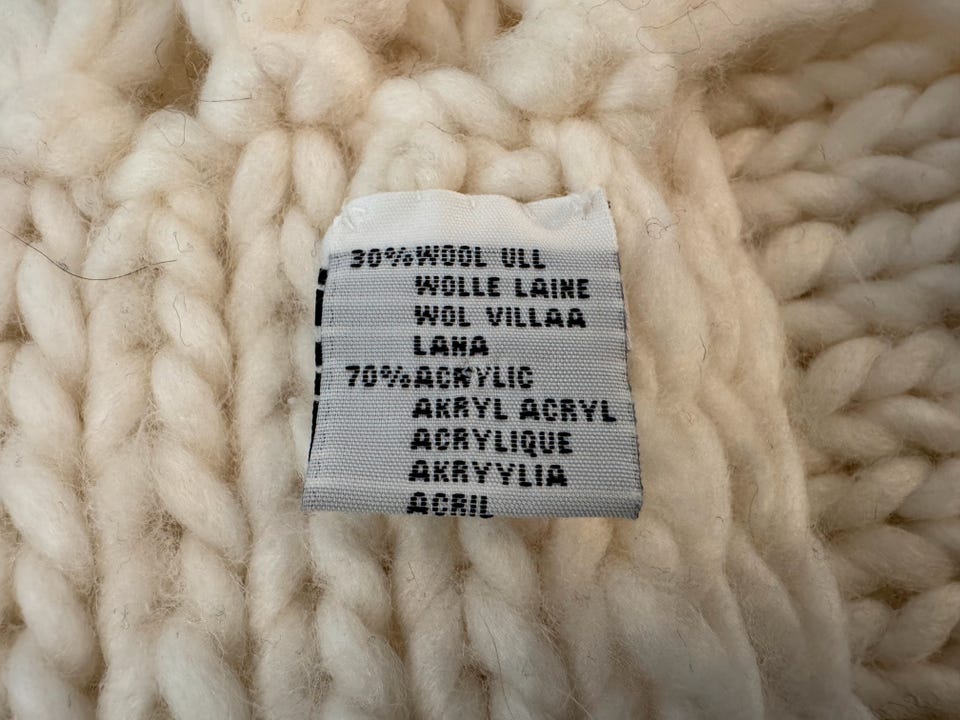 30%WOOL ULL
WOLLE LAINE
WOL VILLAA
LANA
70%ACRYLIC
AKRYL ACRYL
ACRYLIQUE
AKRYYLIA
ACRIL